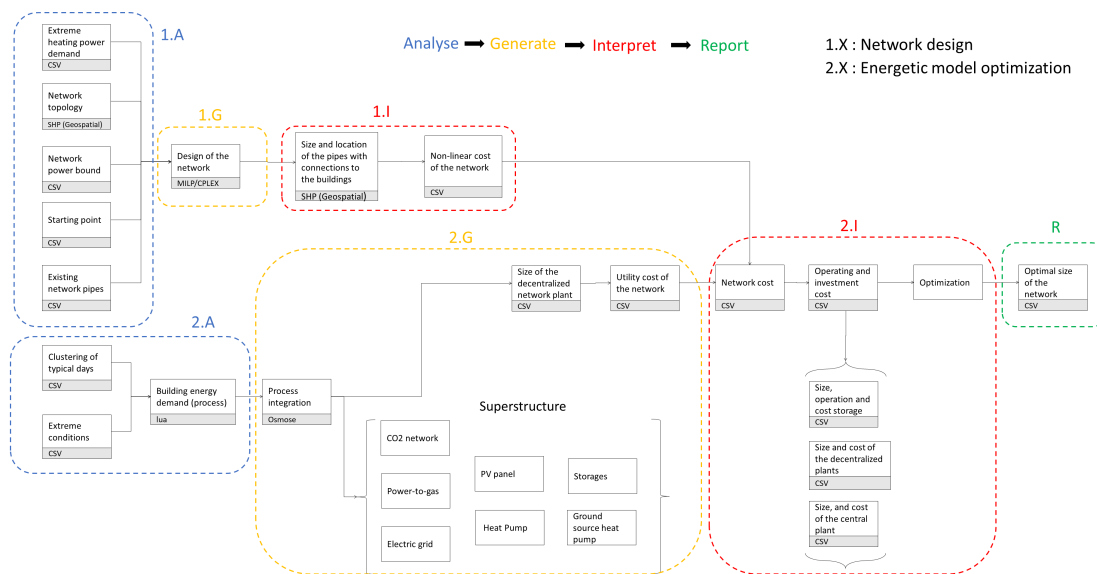 Analyse
Generate
Interpret
Report
1.X : Network design
2.X : Energetic model optimization
1.A
Extreme
heating power
demand
CSV
Network
topology
SHP (Geospatial)
Network
power bound
CSV
Starting point
CSV
Existing
network pipes
CSV
1.G
Design of the
network
MILP/CPLEX
1.I
Size and location
of the pipes with
connections to
the buildings
SHP (Geospatial)
Non-linear cost
of the network
CSV
2.A
Clustering of
typical days
CSV
Extreme
conditions
CSV
Building energy
demand (process)
lua
2.G
Process
integration
Osmose
Size of the
decentralized
network plant
CSV
Utility cost
of the network
CSV
Superstructure
CO2 network
Power-to-gas
Electric grid
PV panel
Heat Pump
Storages
Ground
source heat
pump
2.I
Network cost
CSV
Operating and
investment
cost
CSV
Optimization
Size,
operation and
cost storage
CSV
Size and cost of
the decentralized
plants
CSV
Size, and cost
of the central
plant
CSV
R
Optimal size
of the
network
CSV